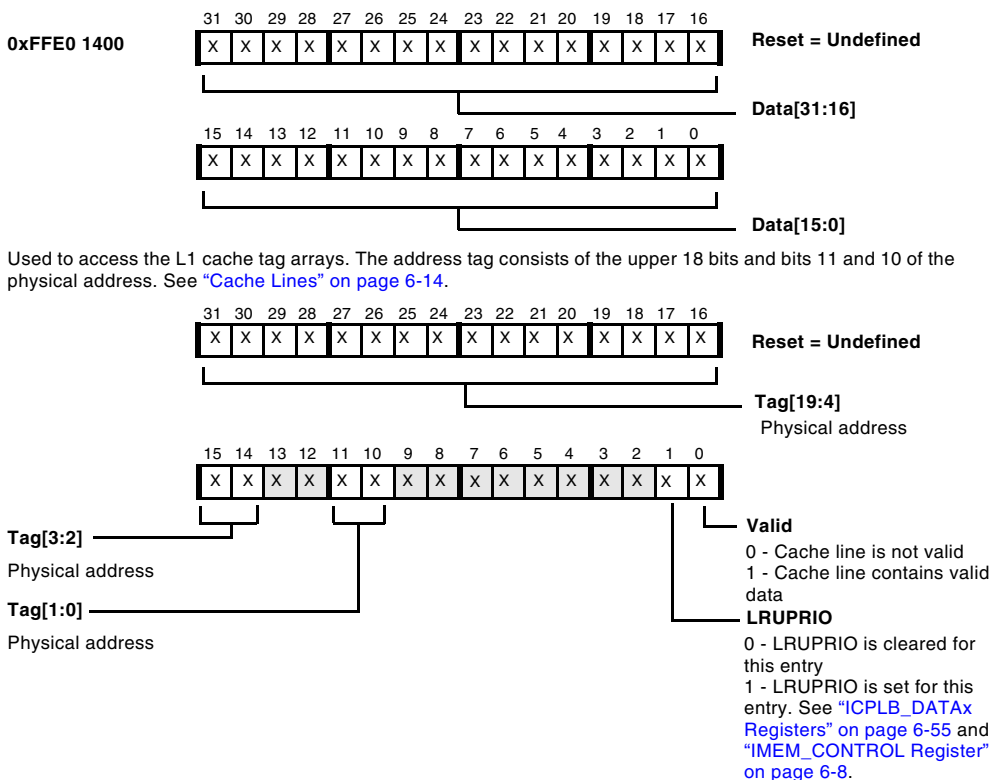 31 30 29 28 27 26 25 24 23 22 21 20 19 18 17 16
0xFFE0 1400
X X X X X X X X X X X X X X X X
Reset = Undefined
Data[31:16]
15 14 13 12 11 10 9 8 7 6 5 4 3 2 1 0
X X X X X X X X X X X X X X X X
Data[15:0]
Used to access the L1 cache tag arrays. The address tag consists of the upper 18 bits and bits 11 and 10 of the
physical address. See “Cache Lines” on page 6-14.
31 30 29 28 27 26 25 24 23 22 21 20 19 18 17 16
X X X X X X X X X X X X X X X X
Reset = Undefined
Tag[19:4]
Physical address
15 14 13 12 11 10 9 8 7 6 5 4 3 2 1 0
X X X X X X X X X X X X X X X X
Tag[3:2]
Physical address
Tag[1:0]
Physical address
Valid
0 - Cache line is not valid
1 - Cache line contains valid
data
LRUPRIO
0 - LRUPRIO is cleared for
this entry
1 - LRUPRIO is set for this
entry. See “ICPLB_DATAx
Registers” on page 6-55 and
“IMEM_CONTROL Register”
on page 6-8.